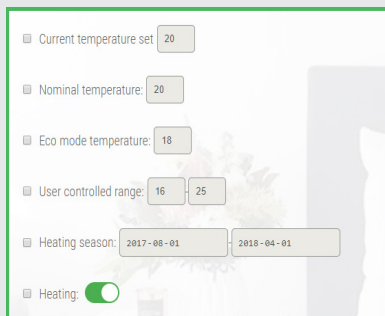 Current temperature set 20
Nominal temperature: 20
Eco mode temperature: 18
User controlled range: 16 - 25
Heating season: 2017-08-01 - 2018-04-01
Heating: